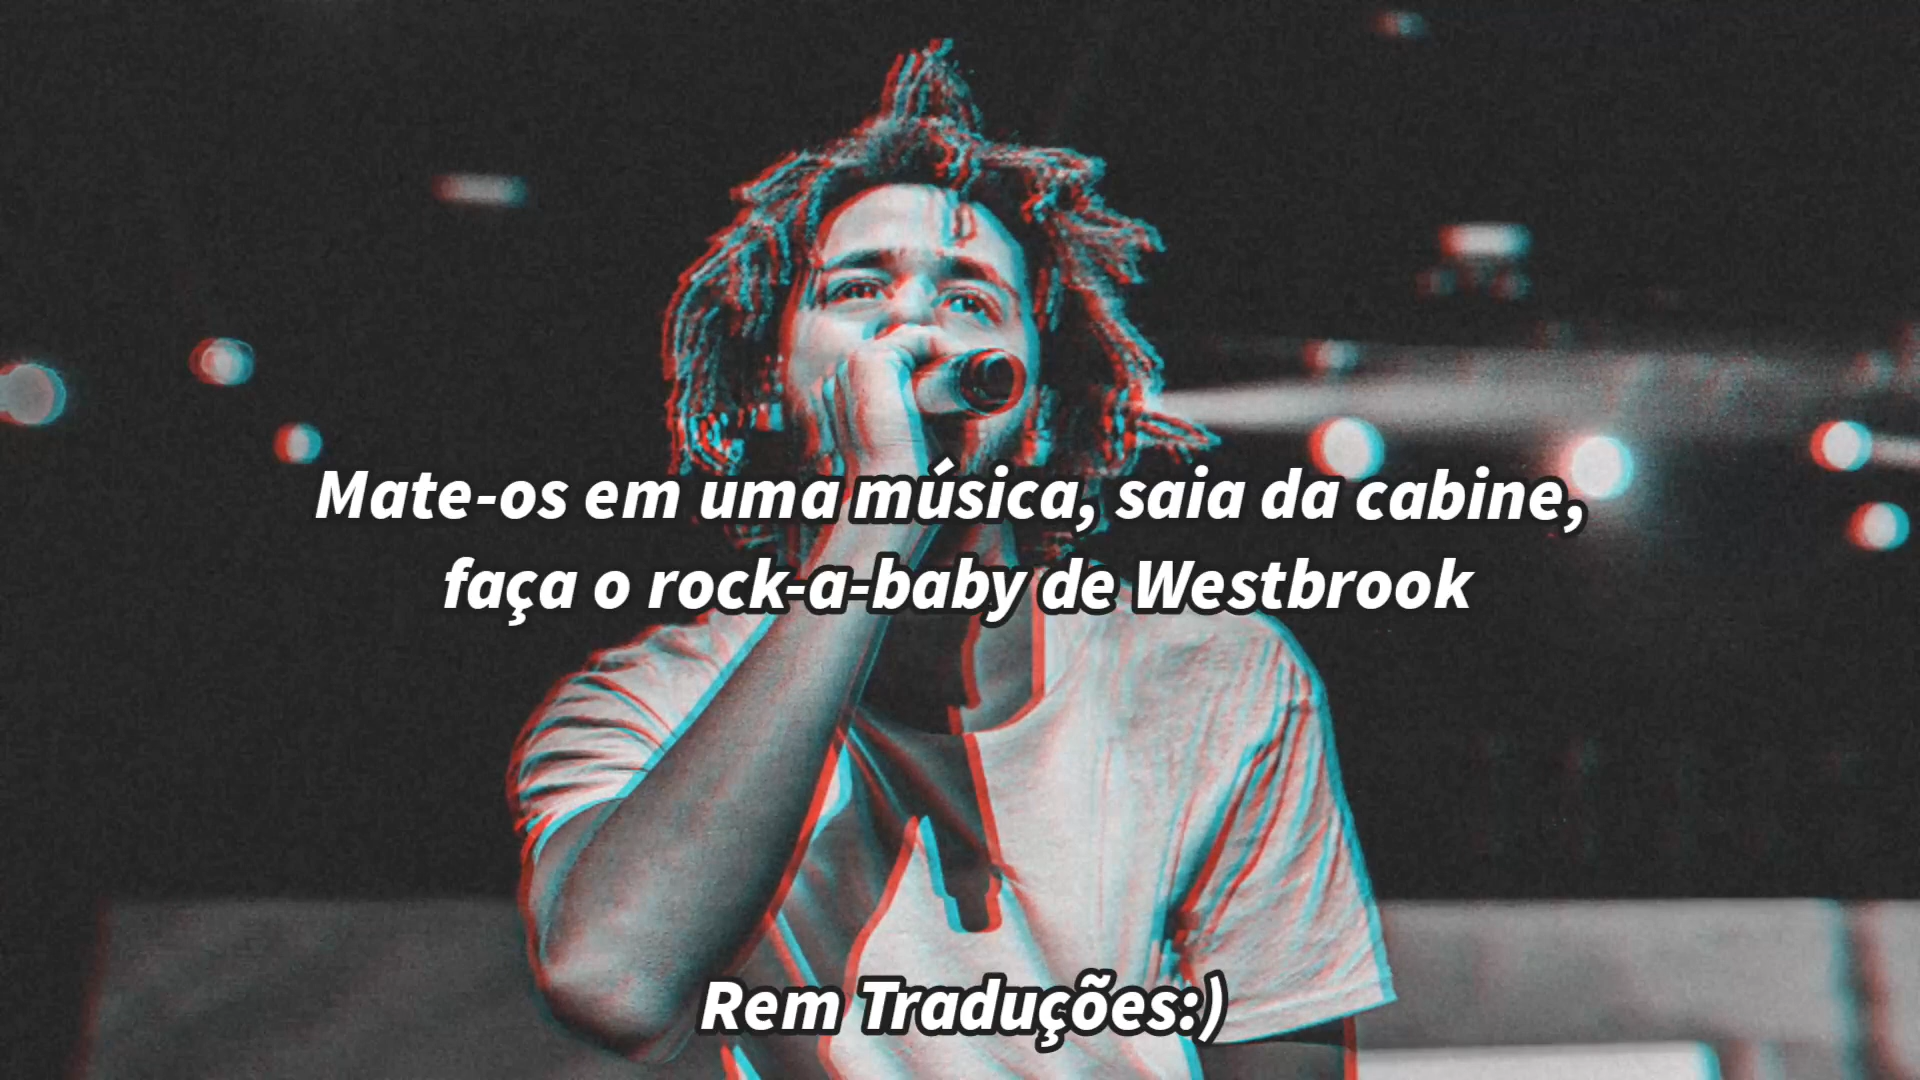 Mate-os em uma música, saia da cabine,
faça o rock-a-baby de Westbrook
Rem Traduções:)